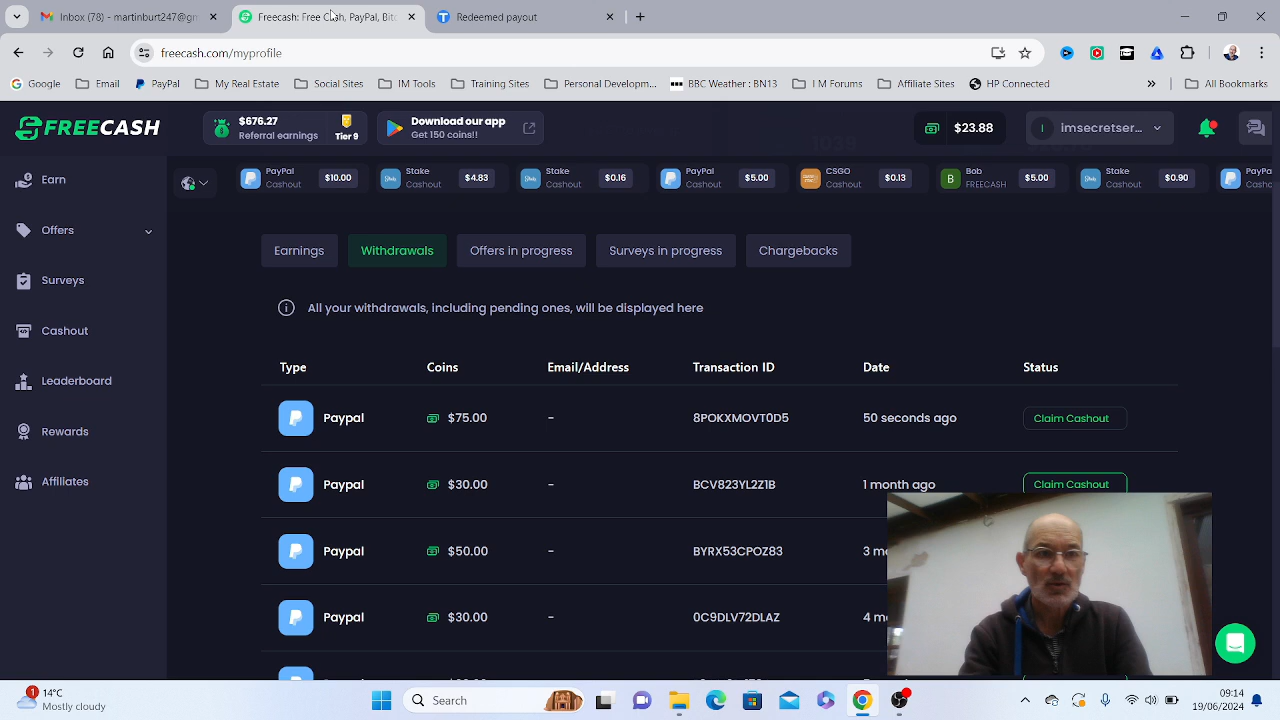 Inbox (78) - martinburt247@gm
Freecash: Free Cash, PayPal, Bitc
Redeemed payout
freecash.com/myprofile
Google
Email
PayPal
My Real Estate
Social Sites
IM Tools
Training Sites
Personal Developm...
BBC Weather : BN13
I M Forums
Affiliate Sites
HP Connected
All Bookmarks
FREECASH
$676.27
Referral earnings
Tier 9
Download our app
Get 150 coins!!
$23.88
imsecretser...
PayPal
Cashout
$10.00
Stake
Cashout
$4.83
Stake
Cashout
$0.16
PayPal
Cashout
$5.00
CSGO
Cashout
$0.13
B
Bob
FREECASH
$5.00
Stake
Cashout
$0.90
PayPa
Cashou
Earn
Offers
Surveys
Cashout
Leaderboard
Rewards
Affiliates
Earnings
Withdrawals
Offers in progress
Surveys in progress
Chargebacks
All your withdrawals, including pending ones, will be displayed here
Type Coins Email/Address Transaction ID Date Status
Paypal $75.00 - 8POKXMOVT0D5 50 seconds ago Claim Cashout
Paypal $30.00 - BCV823YL2Z1B 1 month ago Claim Cashout
Paypal $50.00 - BYRX53CPOZ83 3 mo
Paypal $30.00 - 0C9DLV72DLAZ 4 m
14°C
Mostly cloudy
Search
09:14
19/06/2024